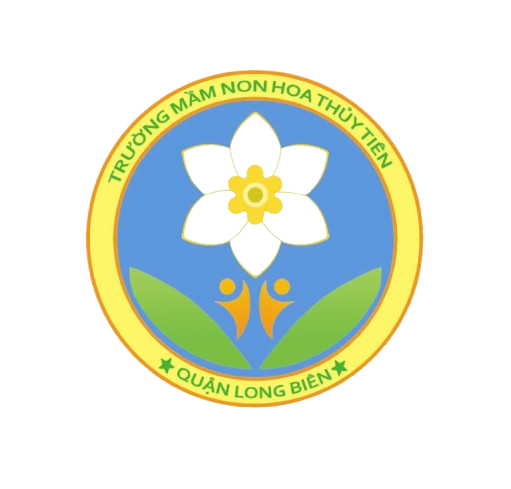 TRƯỜNG MẦM NON HOA THỦY TIÊN
QUẬN LONG BIÊN